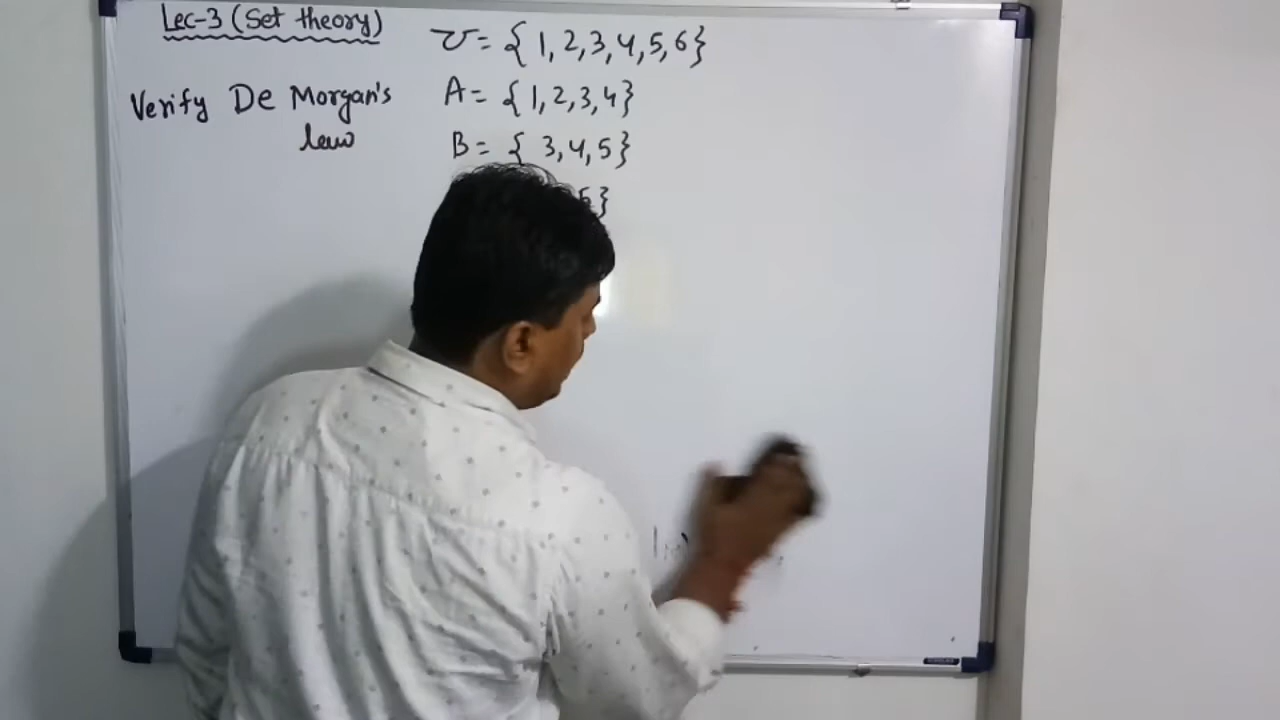 Lec-3 (Set theory)
U = {1, 2, 3, 4, 5, 6}
Verify De Morgan's
law
A = {1, 2, 3, 4}
B = { 3, 4, 5}
6}